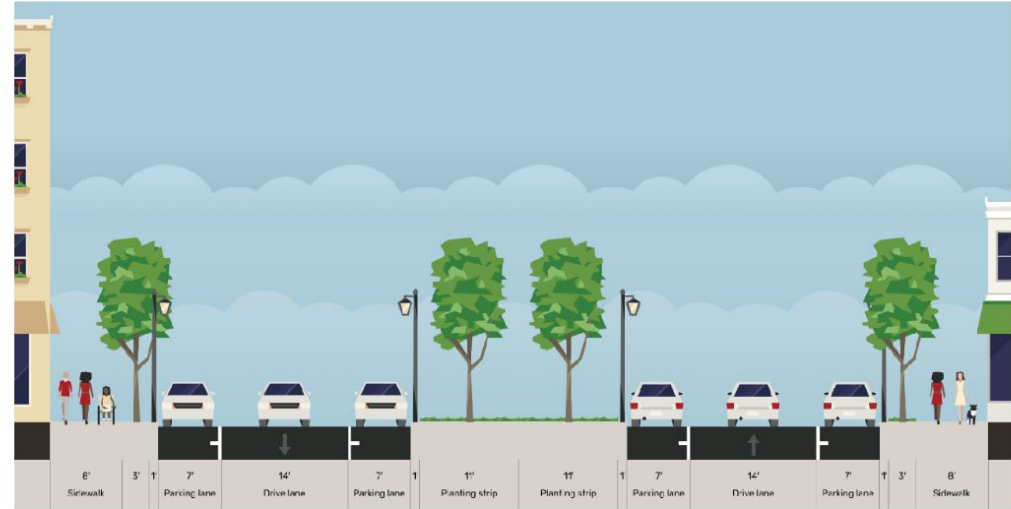 8' 3' 1' 7' 14' 7' 1 11' 11' 1' 7' 14' 7' 1' 3' 8'
Sidewalk Parking lane Drive lane Parking lane Planting strip Planting strip Parking lane Drive lane Parking lane Sidewalk